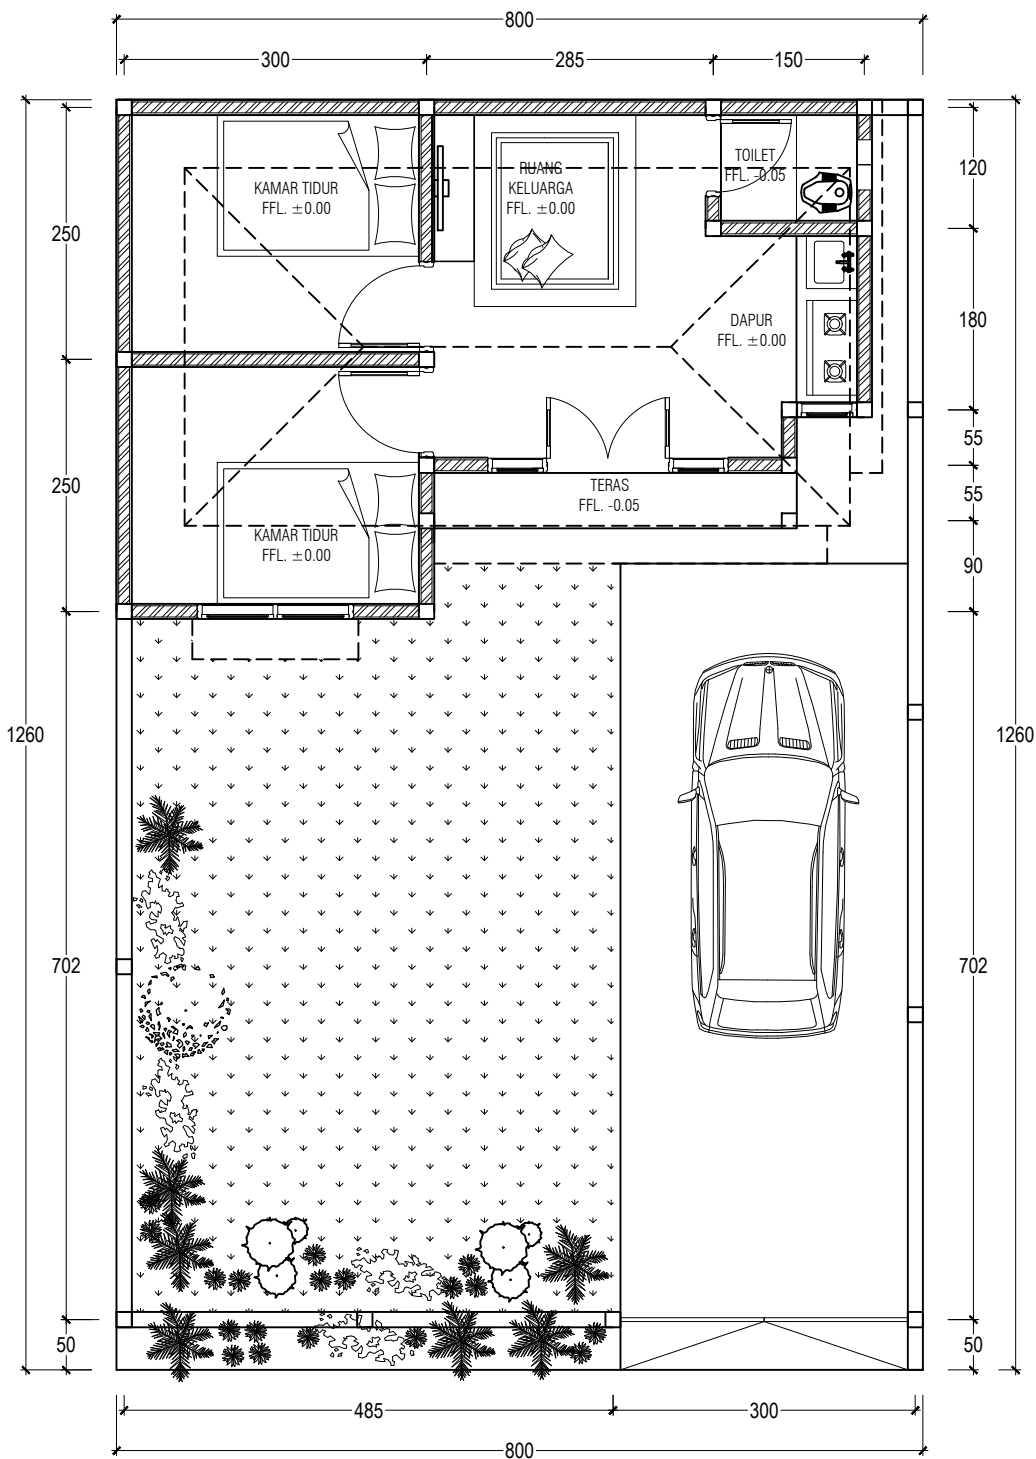 800
300
285
150
RUANG
KELUARGA
FFL. ±0.00
TOILET
FFL. -0.05
KAMAR TIDUR
FFL. ±0.00
120
250
180
DAPUR
FFL. ±0.00
55
250
TERAS
FFL. -0.05
55
KAMAR TIDUR
FFL. ±0.00
90
1260
1260
702
702
50
50
485
300
800